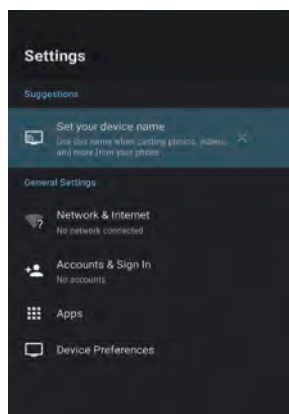 Settings
Suggestions
Set your device name
Use this name when casting photos, videos,
and more from your phone
General Settings
Network & Internet
No network connected
Accounts & Sign In
No accounts
Apps
Device Preferences